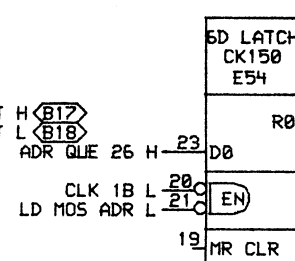 6D LATCH
CK150
E54
H B17
L B18
R0
ADR QUE 26 H 23 D0
CLK 1B L 20
EN
LD MOS ADR L 21
19 MR CLR